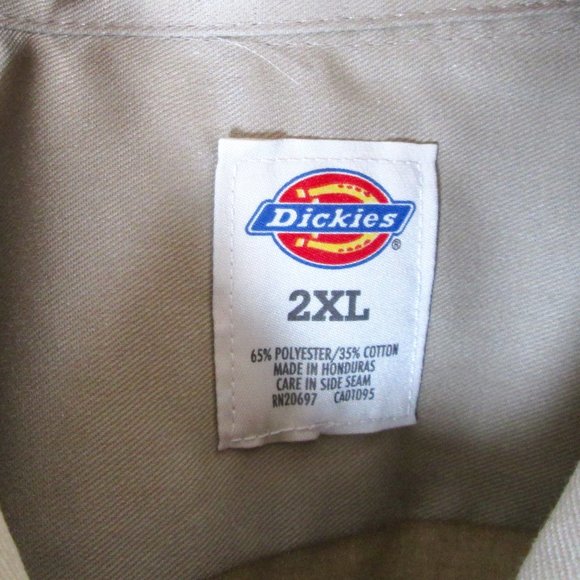 Dickies
®
2XL
65% POLYESTER/35% COTTON
MADE IN HONDURAS
CARE IN SIDE SEAM
RN20697 CA01095